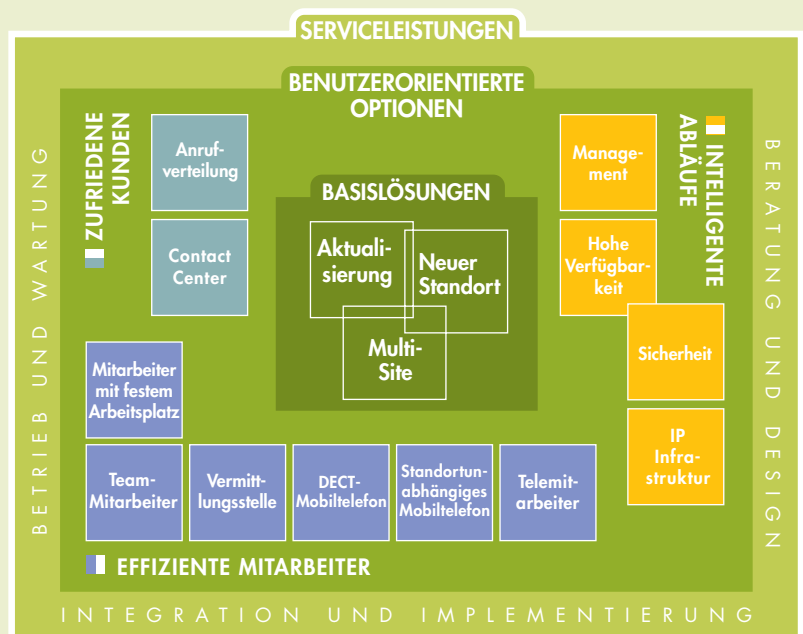 SERVICELEISTUNGEN
BENUTZERORIENTIERTE
OPTIONEN
ZUFRIEDENE
KUNDEN
Anruf-
verteilung
Contact
Center
BASISLÖSUNGEN
Aktuali-
sierung
Neuer
Standort
Multi-
Site
INTELLIGENTE
ABLÄUFE
Manage-
ment
Hohe
Verfügbar-
keit
Sicherheit
IP
Infra-
struktur
Mitarbeiter
mit festem
Arbeitsplatz
Team-
Mitarbeiter
Vermitt-
lungsstelle
DECT-
Mobiltelefon
Standortun-
abhängiges
Mobiltelefon
Telemit-
arbeiter
EFFIZIENTE MITARBEITER
BETRIEB UND WARTUNG
BERATUNG UND DESIGN
INTEGRATION UND IMPLEMENTIERUNG